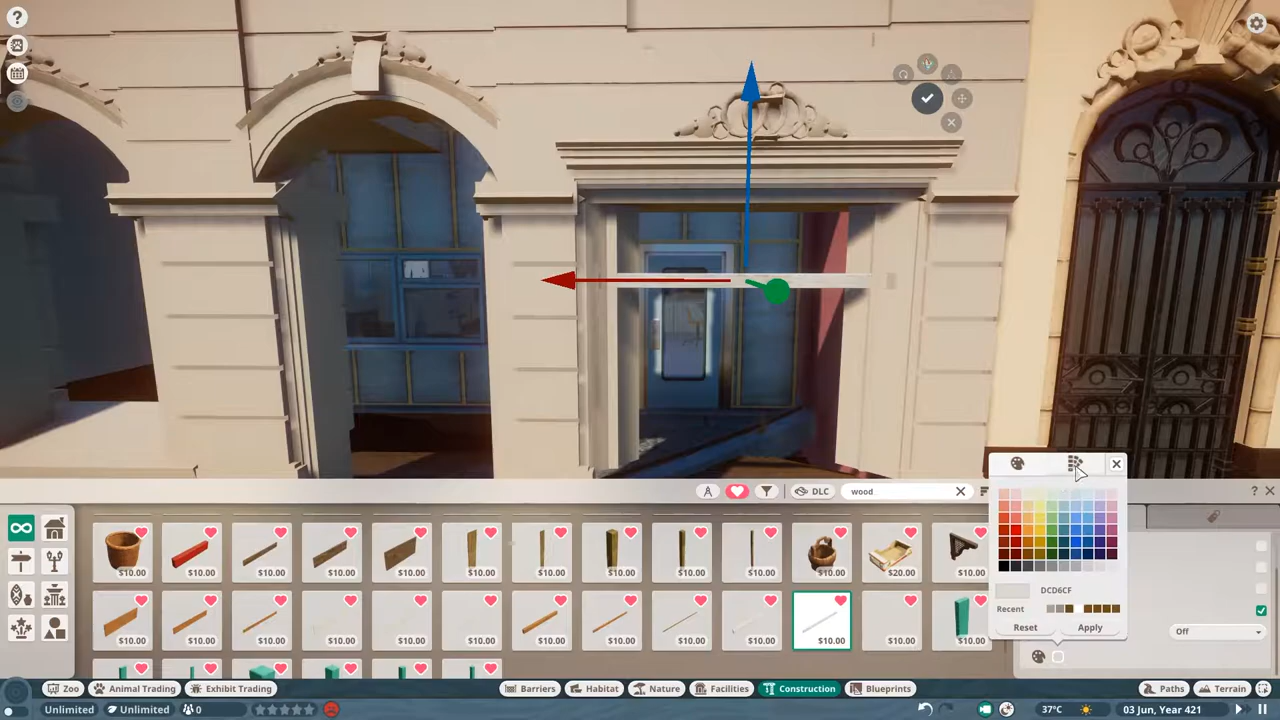 ?
DLC
wood
?
$10.00 $10.00 $10.00 $10.00 $10.00 $10.00 $10.00 $10.00 $10.00 $10.00 $10.00 $20.00 $10.00
DCD6CF
Recent
Reset Apply
$10.00 $10.00 $10.00 $10.00 $10.00 $10.00 $10.00 $10.00 $10.00 $10.00 $10.00 $10.00 $10.00
Off
Zoo Animal Trading Exhibit Trading Barriers Habitat Nature Facilities Construction Blueprints Paths Terrain
Unlimited Unlimited 0 37°C 03 Jun, Year 421